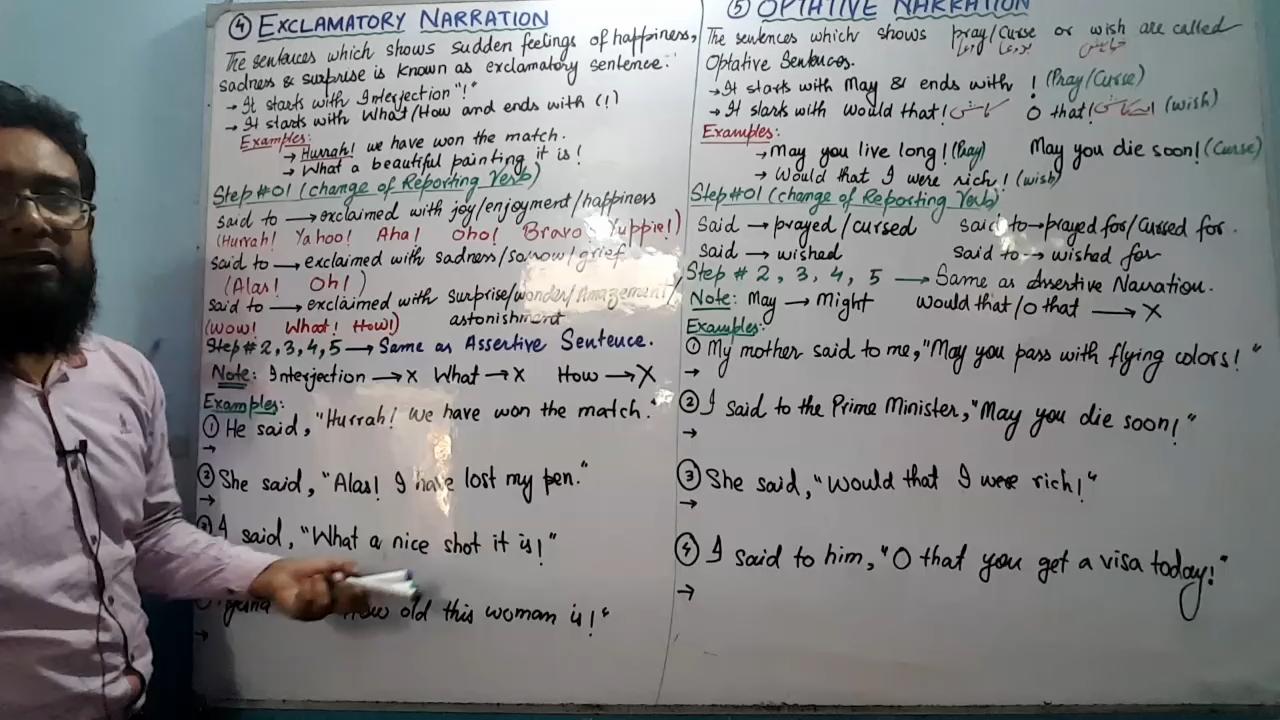 ④ EXCLAMATORY NARRATION
The sentences which shows sudden feelings of happiness,
sadness & surprise is known as exclamatory sentence.
→ It starts with Interjection "!"
→ It starts with What/How and ends with (!)
Examples:
→ Hurrah! we have won the match.
→ What a beautiful painting it is!
Step#01 (change of Reporting Verb)
said to → exclaimed with joy/enjoyment/happiness
(Hurrah! Yahoo! Aha! Oho! Bravo Yuppie!)
said to → exclaimed with sadness/sorrow/grief
(Alas! Oh!)
said to → exclaimed with surprise/wonder/Amazement/
astonishment
(Wow! What! How!)
Step#2,3,4,5 → Same as Assertive Sentence.
Note: Interjection → X What → X How → X
Examples:
① He said, "Hurrah! We have won the match."
→
② She said, "Alas! I have lost my pen."
→
I said, "What a nice shot it is!"
old this woman is!"
→
⑤ OPTATIVE NARRATION
The sentences which shows pray/curse or wish are called
Optative Sentences.
→ It starts with May & ends with ! (Pray/Curse)
→ It starts with would that! کاش O that! اے کاش (wish)
Examples:
→ May you live long! (Pray) May you die soon! (Curse)
→ Would that I were rich! (wish)
Step#01 (change of Reporting Verb)
Said → prayed/cursed said to → prayed for/cursed for.
Said → wished said to → wished for
Step # 2, 3, 4, 5 → Same as Assertive Narration.
Note: May → Might would that/O that → X
Examples:
① My mother said to me, "May you pass with flying colors!"
→
② I said to the Prime Minister, "May you die soon!"
→
③ She said, "Would that I were rich!"
→
④ I said to him, "O that you get a visa today!"
→